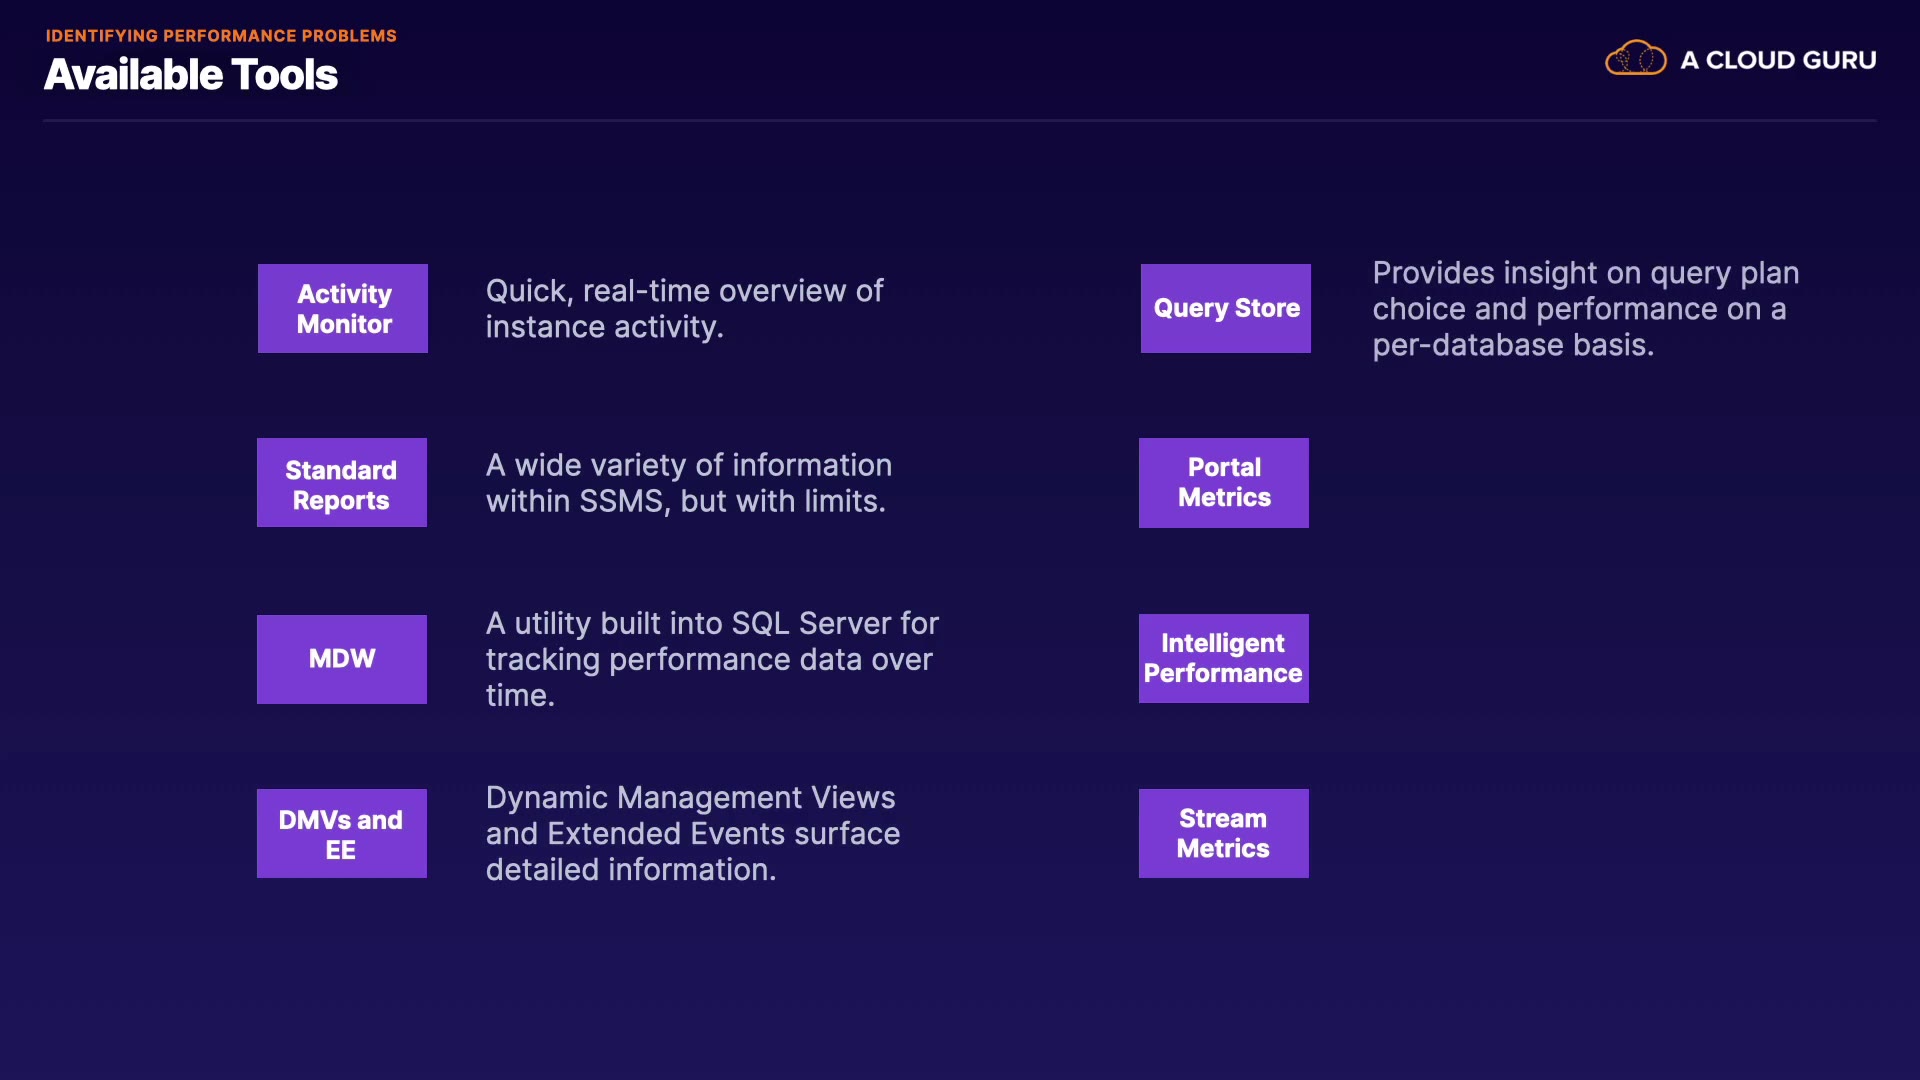 IDENTIFYING PERFORMANCE PROBLEMS
Available Tools
A CLOUD GURU
Activity
Monitor
Quick, real-time overview of
instance activity.
Standard
Reports
A wide variety of information
within SSMS, but with limits.
MDW
A utility built into SQL Server for
tracking performance data over
time.
DMVs and
EE
Dynamic Management Views
and Extended Events surface
detailed information.
Query Store
Provides insight on query plan
choice and performance on a
per-database basis.
Portal
Metrics
Intelligent
Performance
Stream
Metrics